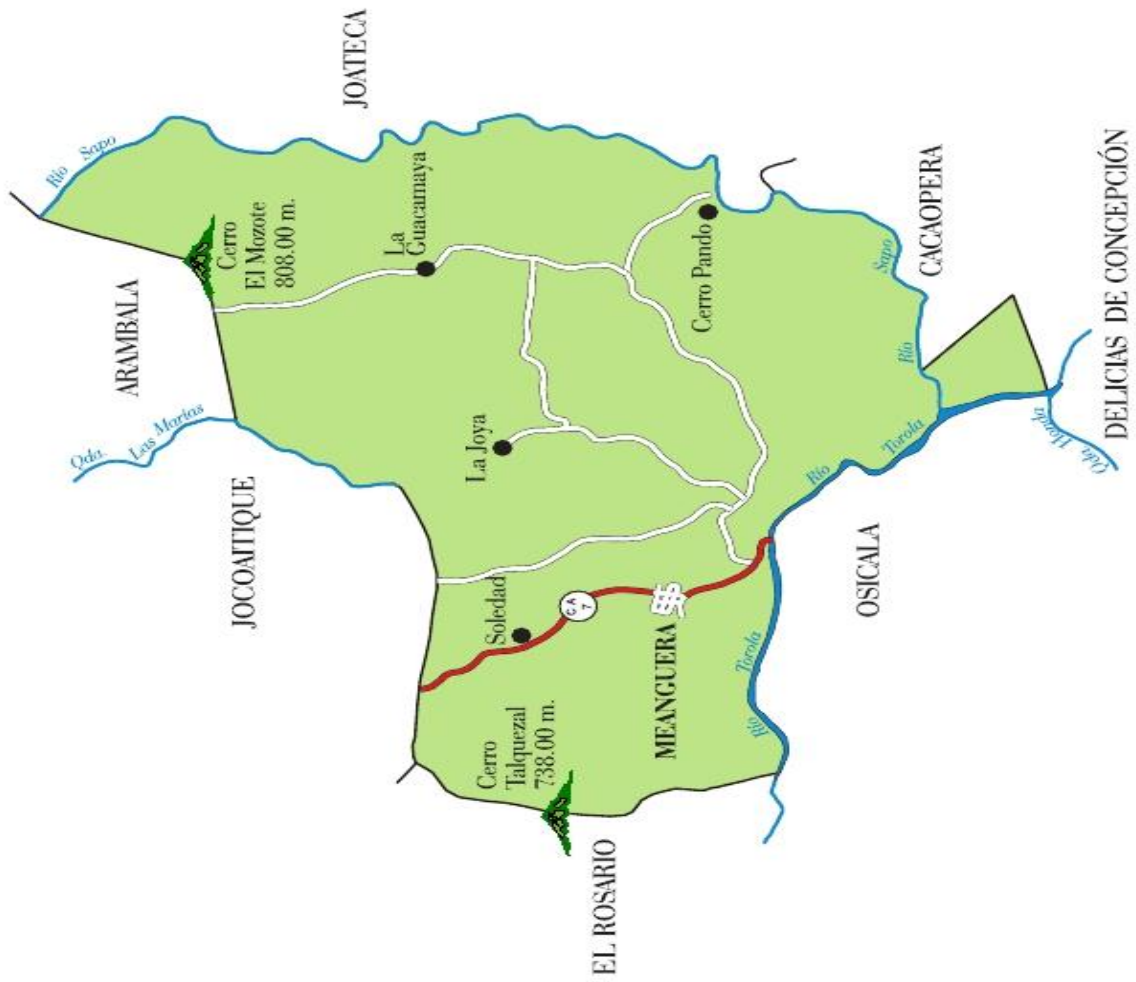 Río Sapo
JOATECA
ARAMBALA
Cerro
El Mozote
808.00 m.
Qda. Las Marías
La
Guacamaya
JOCOAITIQUE
La Joya
Cerro Pando
Río Sapo
CACAOPERA
Soledad
CA
7
Cerro
Talquezal
738.00 m.
MEANGUERA
Río Torola
Río Torola
OSICALA
EL ROSARIO
Qda Honda
DELICIAS DE CONCEPCIÓN